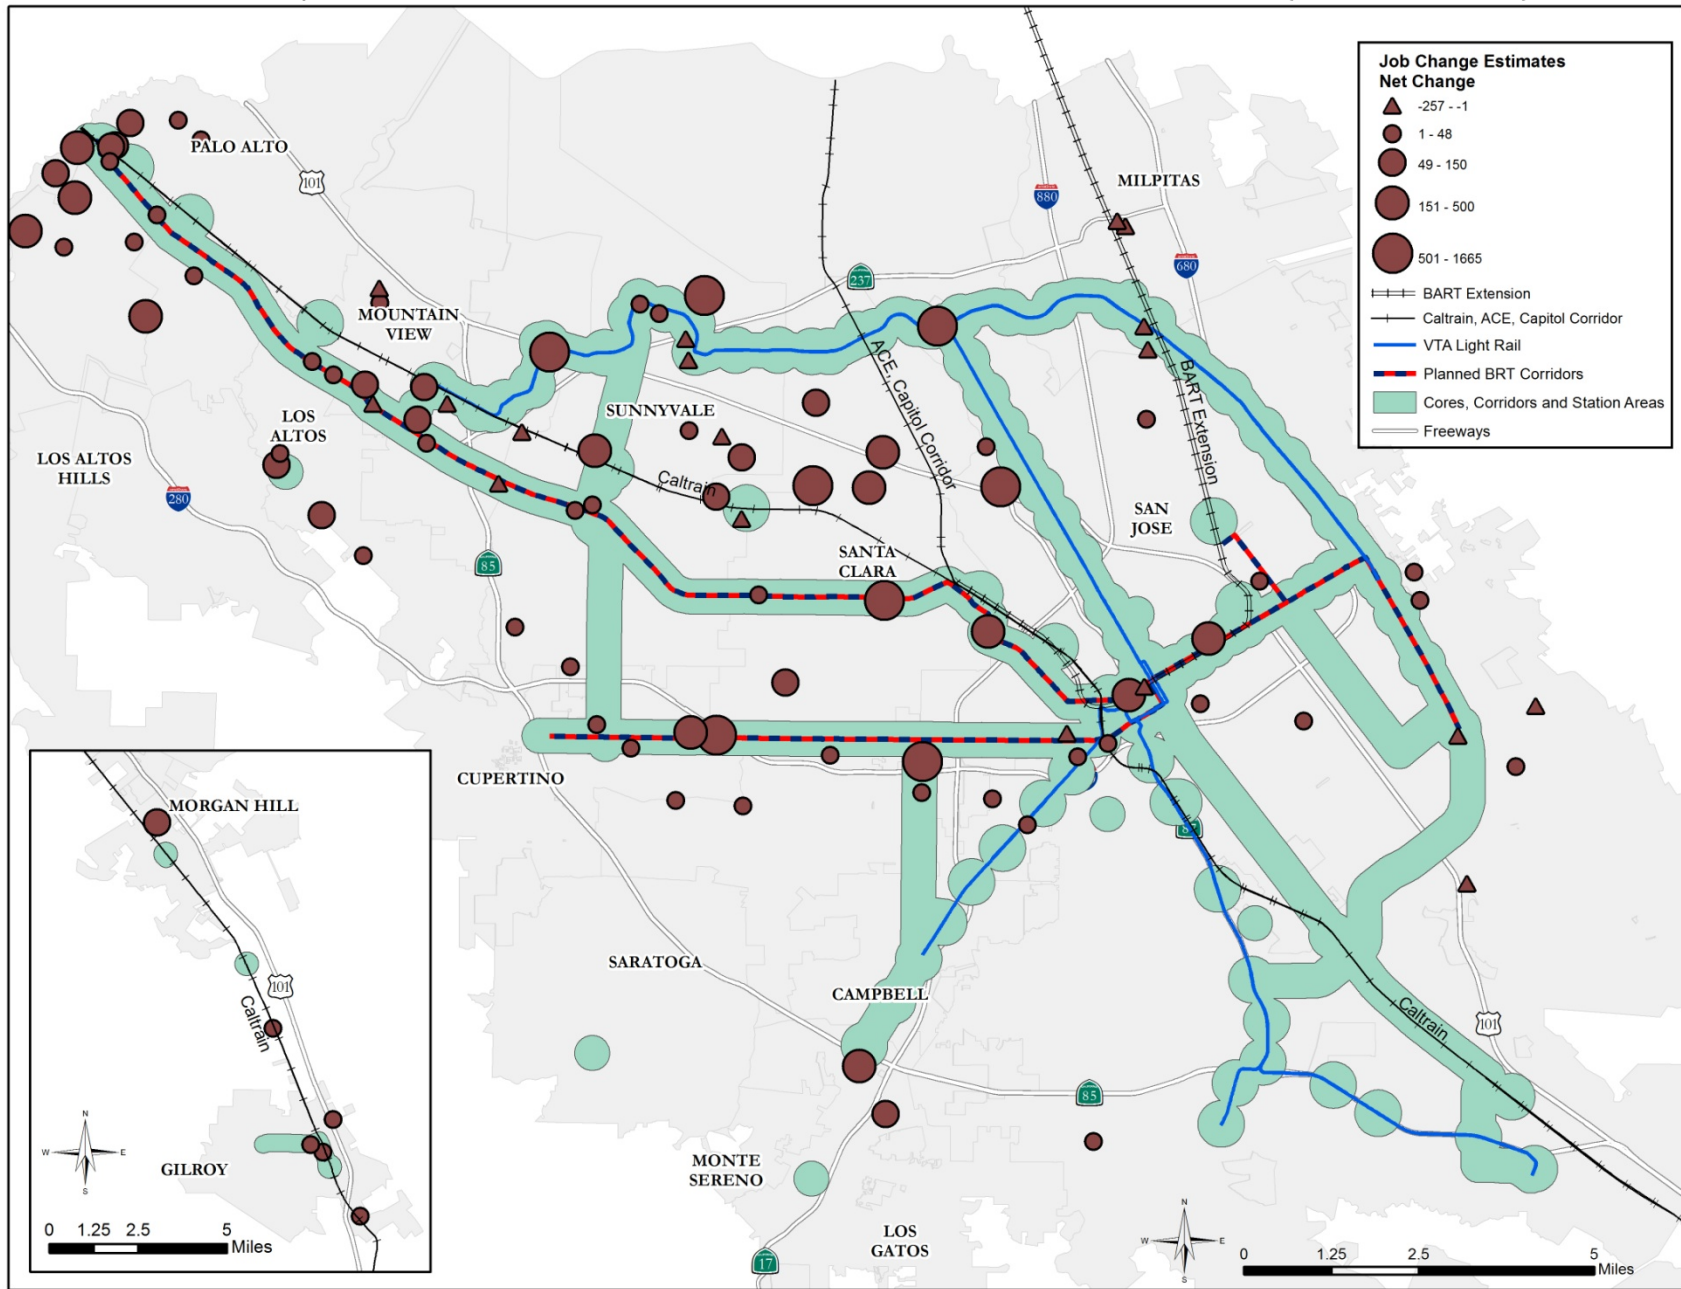 Job Change Estimates
Net Change
-257 - -1
1 - 48
49 - 150
151 - 500
501 - 1665
BART Extension
Caltrain, ACE, Capitol Corridor
VTA Light Rail
Planned BRT Corridors
Cores, Corridors and Station Areas
Freeways
PALO ALTO
101
MILPITAS
880
680
237
MOUNTAIN
VIEW
ACE, Capitol Corridor
BART Extension
SUNNYVALE
LOS
ALTOS
LOS ALTOS
HILLS
280
Caltrain
SAN
JOSE
SANTA
CLARA
85
CUPERTINO
87
SARATOGA
CAMPBELL
Caltrain
101
85
MONTE
SERENO
LOS
GATOS
17
N
W
E
S
0
1.25
2.5
5
Miles
MORGAN HILL
101
Caltrain
GILROY
N
W
E
S
0
1.25
2.5
5
Miles